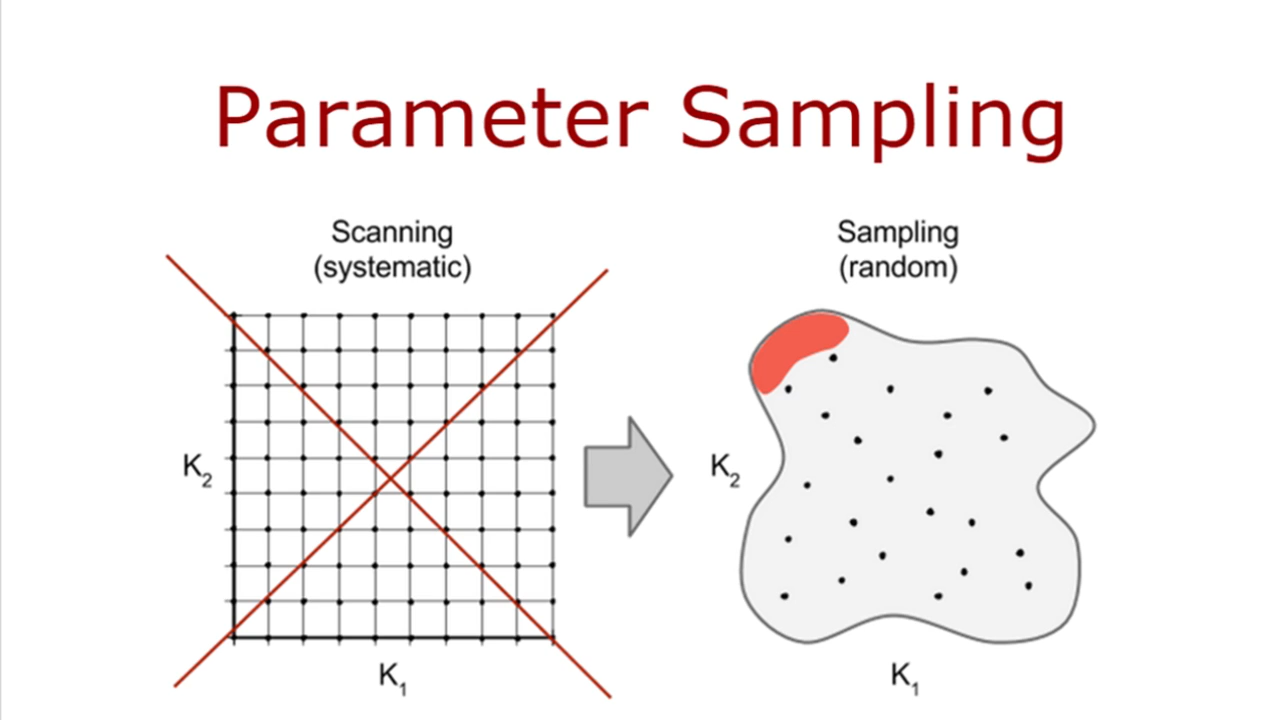 Parameter Sampling
Scanning
(systematic)
Sampling
(random)
K2
K2
K1
K1